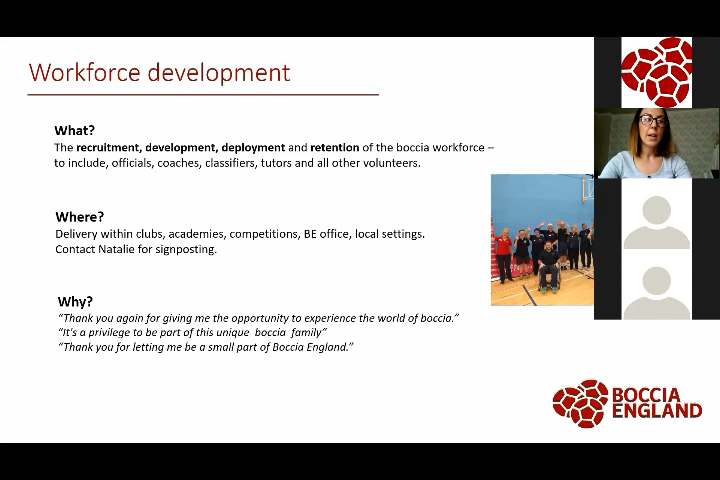 Workforce development
What?
The recruitment, development, deployment and retention of the boccia workforce –
to include, officials, coaches, classifiers, tutors and all other volunteers.
Where?
Delivery within clubs, academies, competitions, BE office, local settings.
Contact Natalie for signposting.
Why?
“Thank you again for giving me the opportunity to experience the world of boccia.”
“It's a privilege to be part of this unique boccia family”
“Thank you for letting me be a small part of Boccia England.”
BOCCIA
ENGLAND